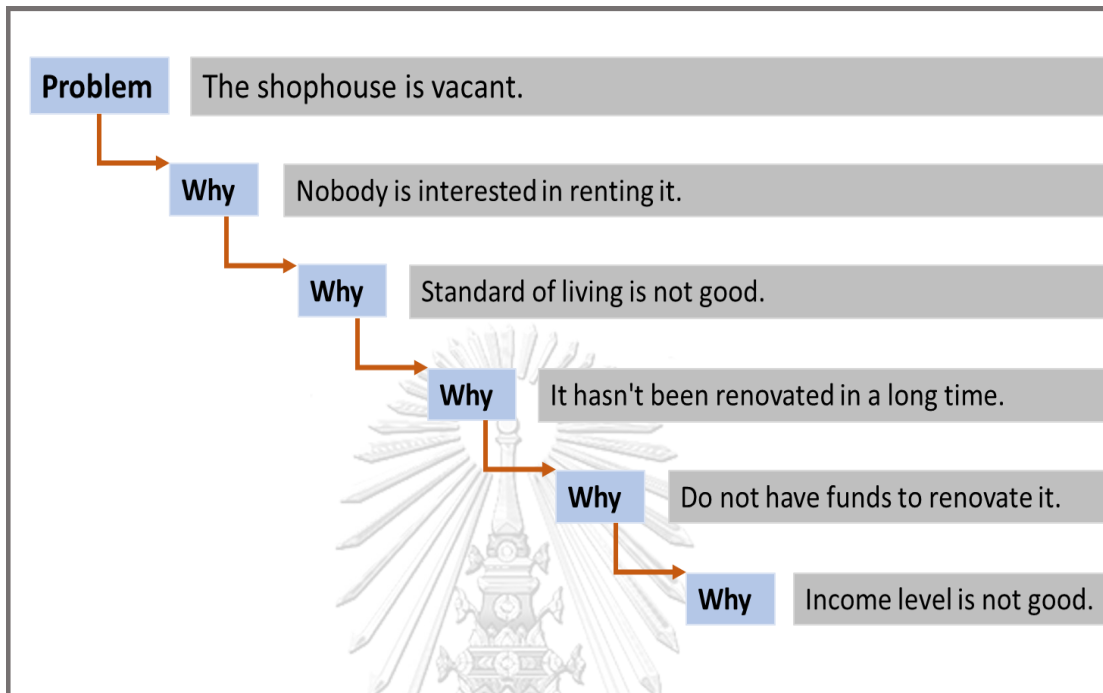 Problem The shophouse is vacant.
Why Nobody is interested in renting it.
Why Standard of living is not good.
Why It hasn't been renovated in a long time.
Why Do not have funds to renovate it.
Why Income level is not good.